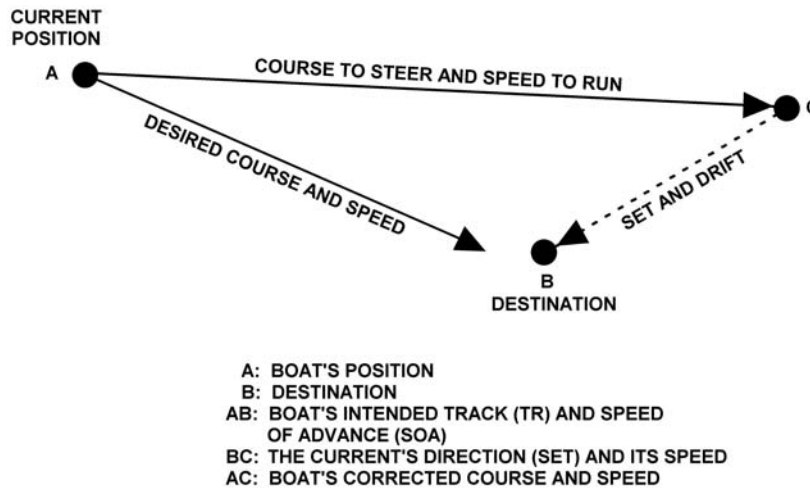 CURRENT
POSITION
A
COURSE TO STEER AND SPEED TO RUN
C
DESIRED COURSE AND SPEED
SET AND DRIFT
B
DESTINATION
A: BOAT'S POSITION
B: DESTINATION
AB: BOAT'S INTENDED TRACK (TR) AND SPEED
OF ADVANCE (SOA)
BC: THE CURRENT'S DIRECTION (SET) AND ITS SPEED
AC: BOAT'S CORRECTED COURSE AND SPEED